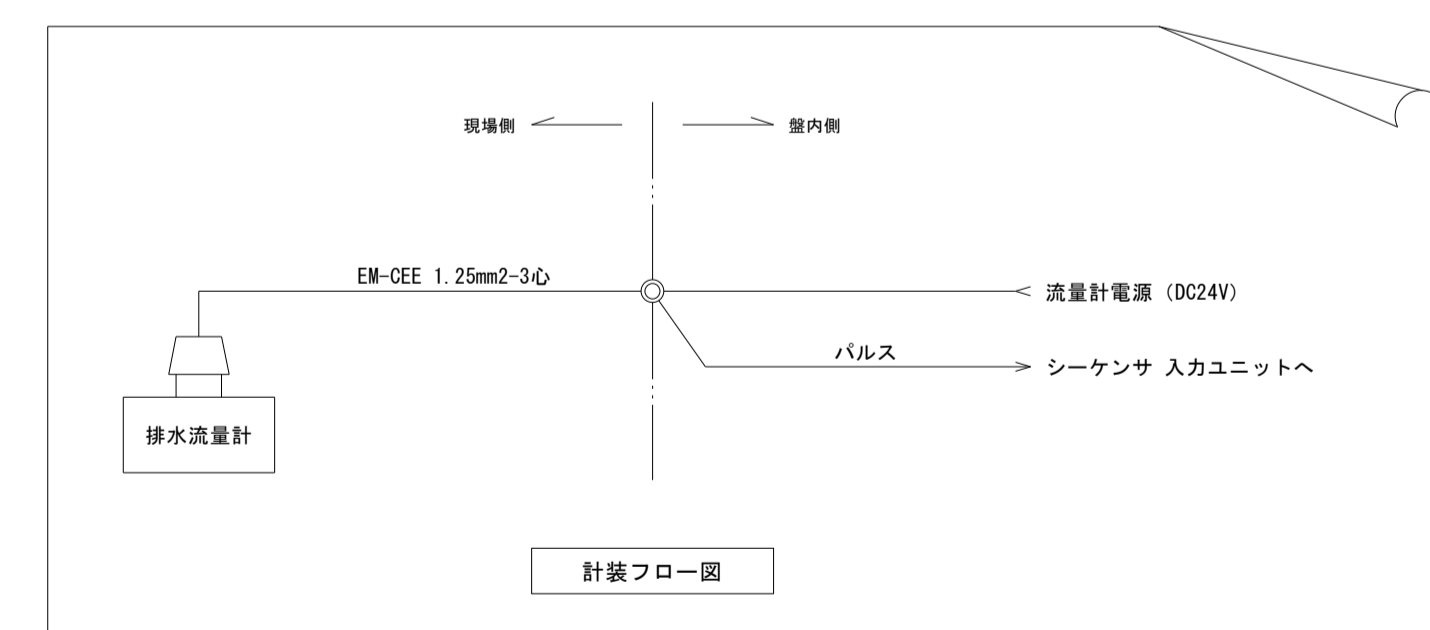 現場側
盤内側
EM-CEE 1.25mm2-3心
流量計電源 (DC24V)
パルス
シーケンサ 入力ユニットへ
排水流量計
計装フロー図